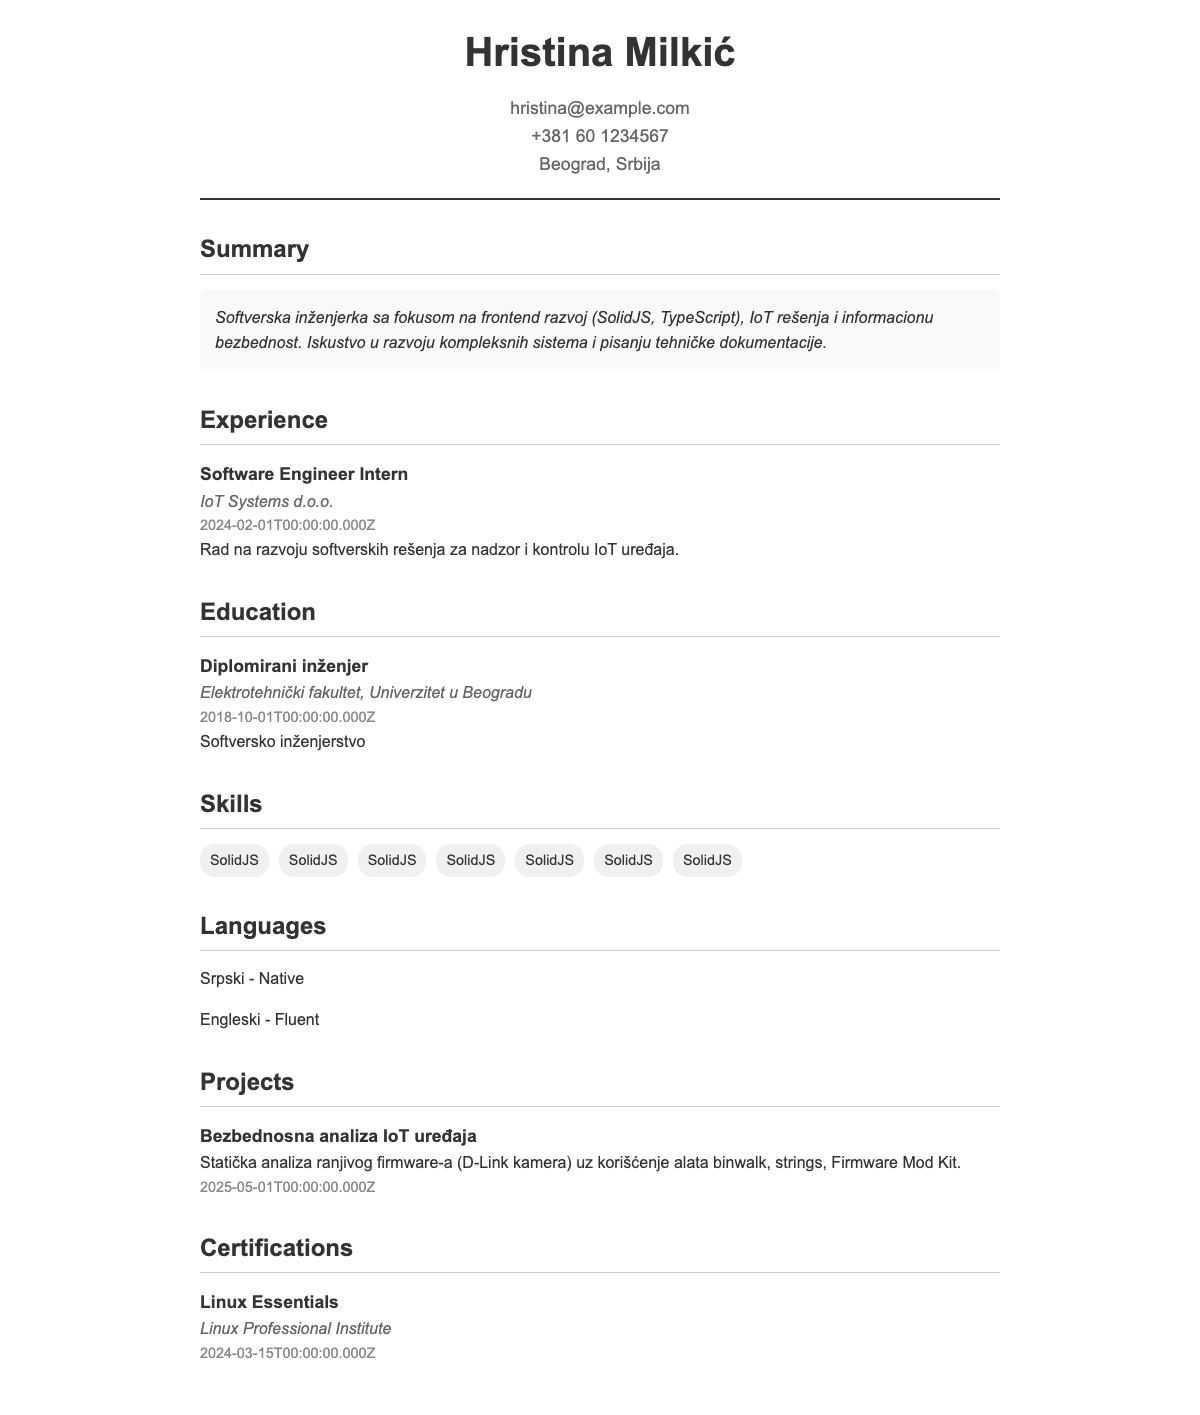 Hristina Milkić
hristina@example.com
+381 60 1234567
Beograd, Srbija
Summary
Softverska inženjerka sa fokusom na frontend razvoj (SolidJS, TypeScript), IoT rešenja i informacionu
bezbednost. Iskustvo u razvoju kompleksnih sistema i pisanju tehničke dokumentacije.
Experience
Software Engineer Intern
IoT Systems d.o.o.
2024-02-01T00:00:00.000Z
Rad na razvoju softverskih rešenja za nadzor i kontrolu IoT uređaja.
Education
Diplomirani inženjer
Elektrotehnički fakultet, Univerzitet u Beogradu
2018-10-01T00:00:00.000Z
Softversko inženjerstvo
Skills
SolidJS SolidJS SolidJS SolidJS SolidJS SolidJS SolidJS
Languages
Srpski - Native
Engleski - Fluent
Projects
Bezbednosna analiza IoT uređaja
Statička analiza ranjivog firmware-a (D-Link kamera) uz korišćenje alata binwalk, strings, Firmware Mod Kit.
2025-05-01T00:00:00.000Z
Certifications
Linux Essentials
Linux Professional Institute
2024-03-15T00:00:00.000Z